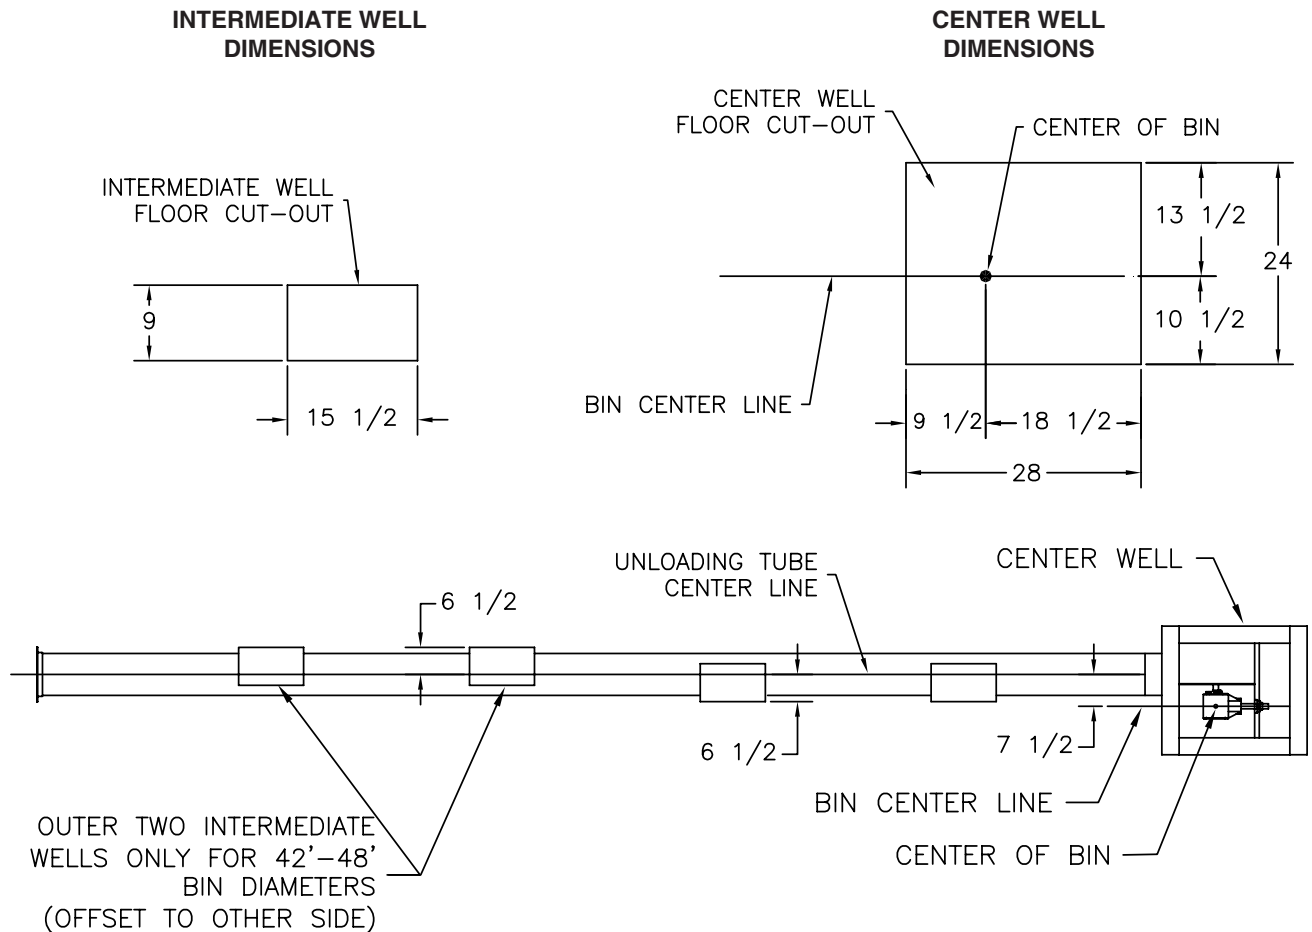 INTERMEDIATE WELL
DIMENSIONS
CENTER WELL
DIMENSIONS
CENTER WELL
FLOOR CUT-OUT
CENTER OF BIN
INTERMEDIATE WELL
FLOOR CUT-OUT
13 1/2
24
9
10 1/2
BIN CENTER LINE
15 1/2
9 1/2
18 1/2
28
UNLOADING TUBE
CENTER LINE
CENTER WELL
6 1/2
6 1/2
7 1/2
BIN CENTER LINE
CENTER OF BIN
OUTER TWO INTERMEDIATE
WELLS ONLY FOR 42'-48'
BIN DIAMETERS
(OFFSET TO OTHER SIDE)